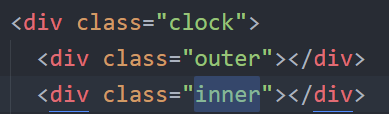 <div class="clock">
<div class="outer"></div>
<div class="inner"></div>